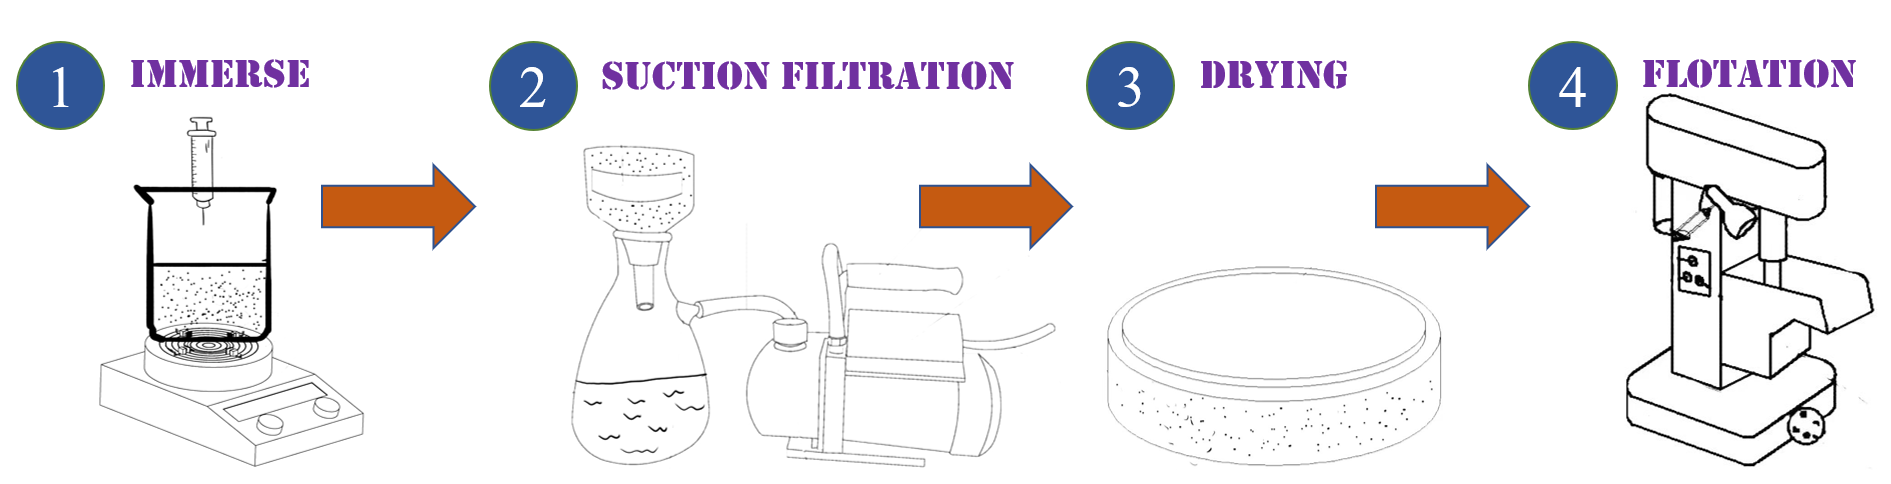 1 IMMERSE
2 SUCTION FILTRATION
3 DRYING
4 FLOTATION